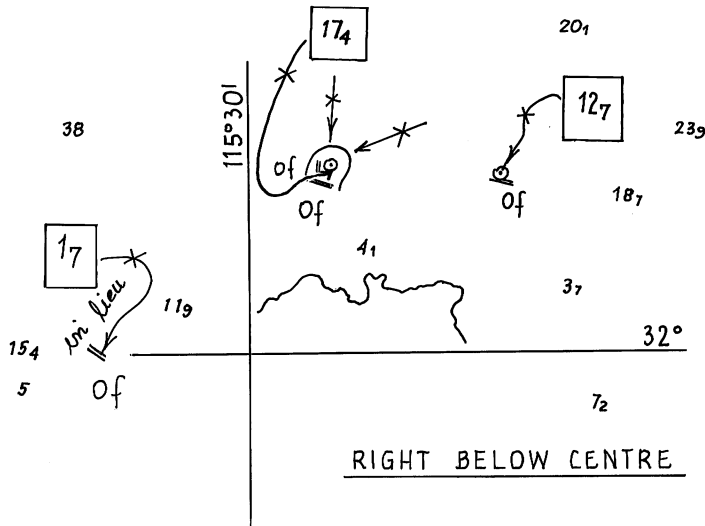 17₄
20₁
115°30'
12₇
38
23₉
Of
18₇
Of
Of
1₇
4₁
3₇
in lieu
11₉
15₄
32°
5
Of
7₂
RIGHT BELOW CENTRE